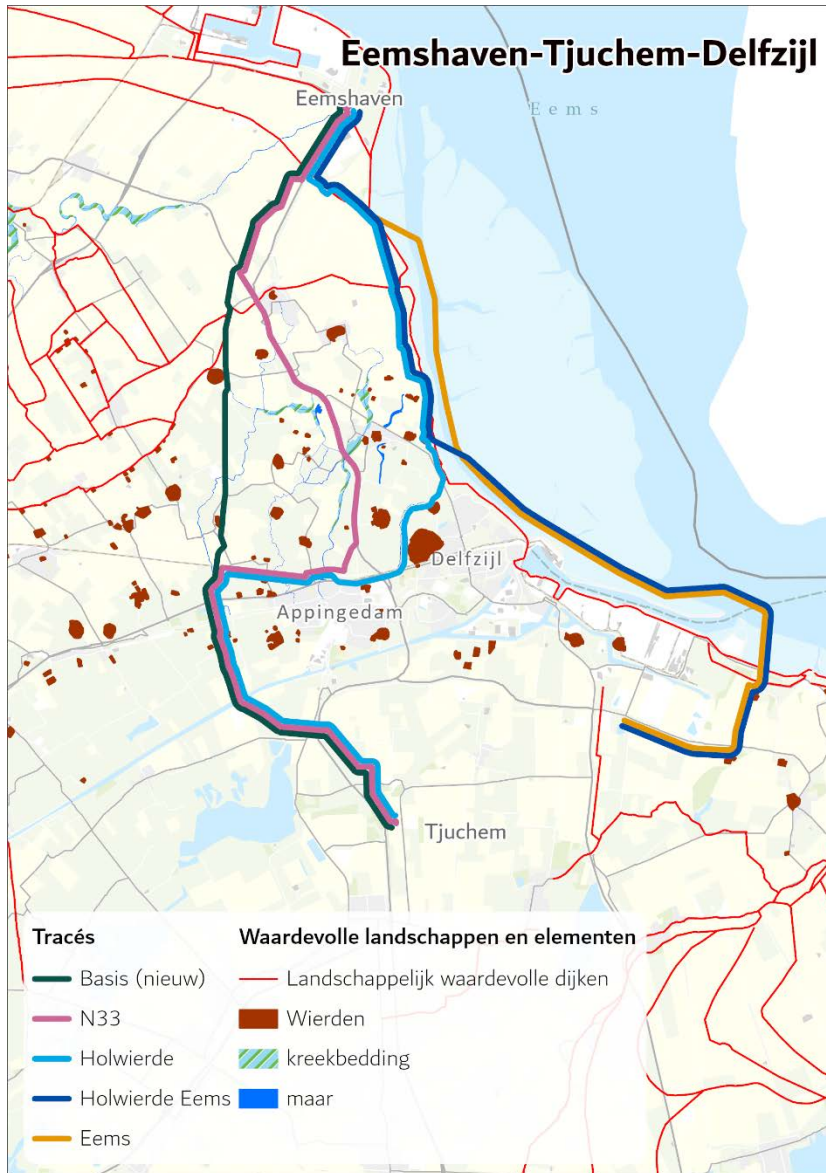 Eemshaven-Tjuchem-Delfzijl
Eemshaven
Eems
Delfzijl
Appingedam
Tjuchem
Tracés
Basis (nieuw)
N33
Holwierde
Holwierde Eems
Eems
Waardevolle landschappen en elementen
Landschappelijk waardevolle dijken
Wierden
kreekbedding
maar